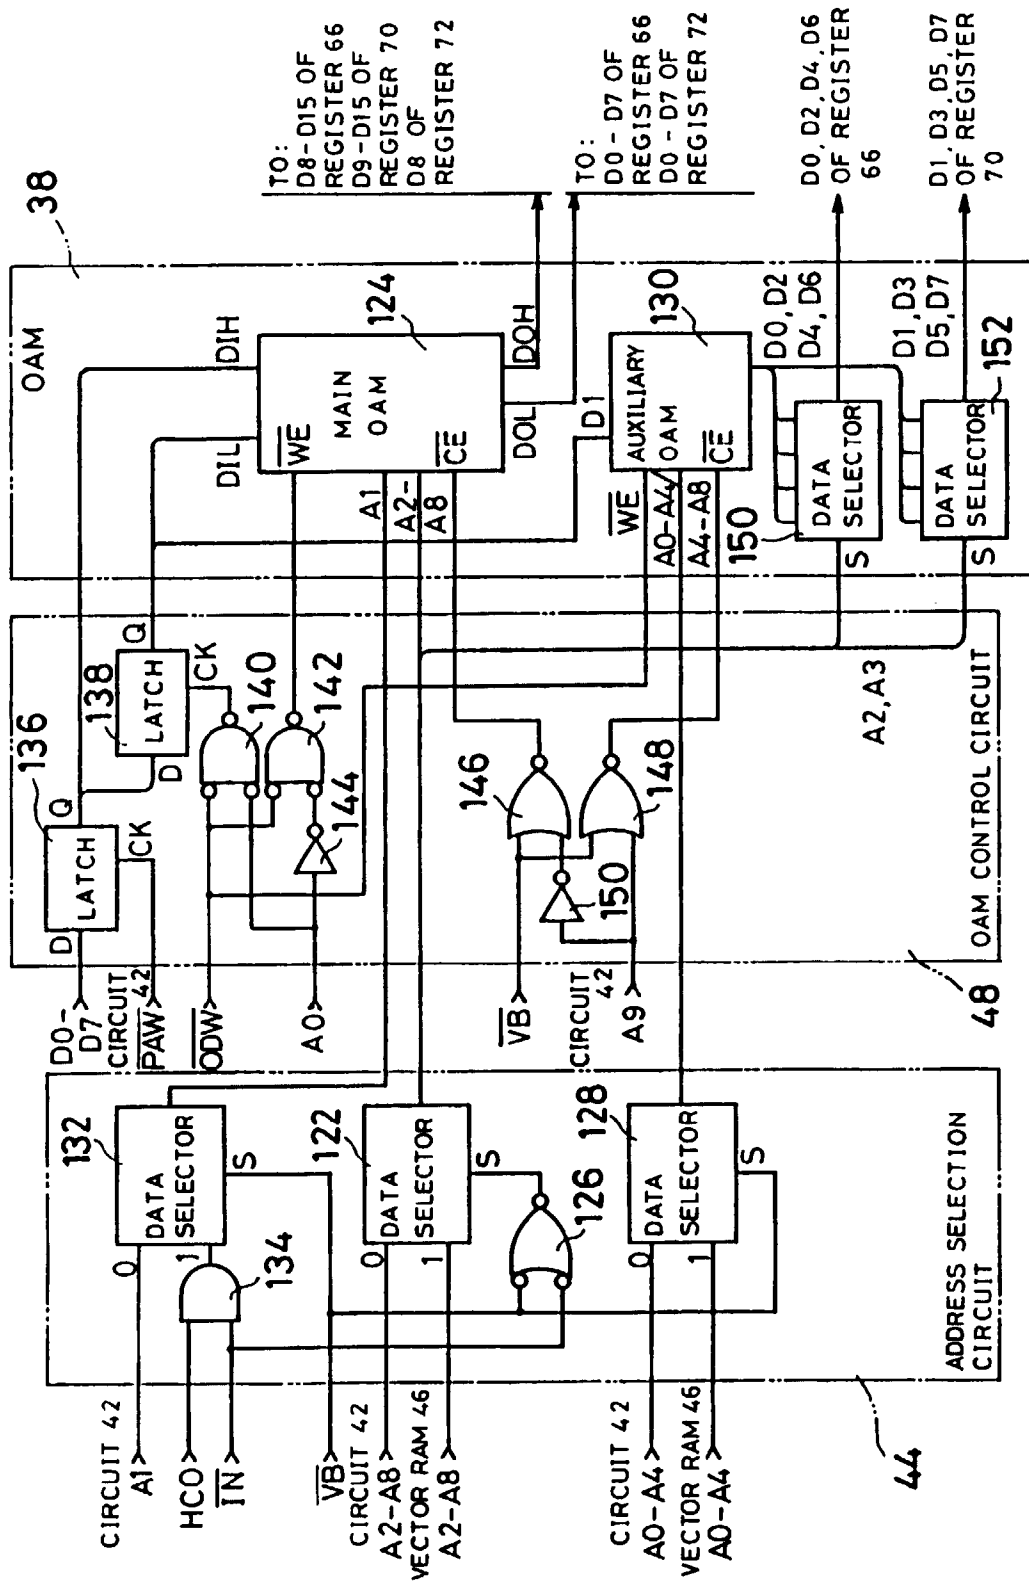 CIRCUIT 42
A1
HC0
IN
VB
CIRCUIT 42
A2-A8
VECTOR RAM 46
A2-A8
CIRCUIT 42
A0-A4
VECTOR RAM 46
A0-A4
44
132
DATA
SELECTOR
0
1
S
134
122
DATA
SELECTOR
0
1
S
126
128
DATA
SELECTOR
0
1
S
ADDRESS SELECTION
CIRCUIT
D0-
D7
CIRCUIT
42
PAW
ODW
A0
VB
CIRCUIT
42
A9
48
136
D
LATCH
Q
CK
138
D
LATCH
Q
CK
140
142
144
146
148
150
A2, A3
OAM CONTROL CIRCUIT
38
OAM
DIL
DIH
WE
MAIN
OAM
124
A1
A2-
A8
CE
DOL
DOH
D1
WE
AUXILIARY
OAM
130
A0-A4
A4-A8
CE
150
DATA
SELECTOR
S
D0, D2
D4, D6
DATA
SELECTOR
S
152
D1, D3
D5, D7
TO:
D8-D15 OF
REGISTER 66
D9-D15 OF
REGISTER 70
D8 OF
REGISTER 72
TO:
D0-D7 OF
REGISTER 66
D0-D7 OF
REGISTER 72
D0, D2, D4, D6
OF REGISTER
66
D1, D3, D5, D7
OF REGISTER
70